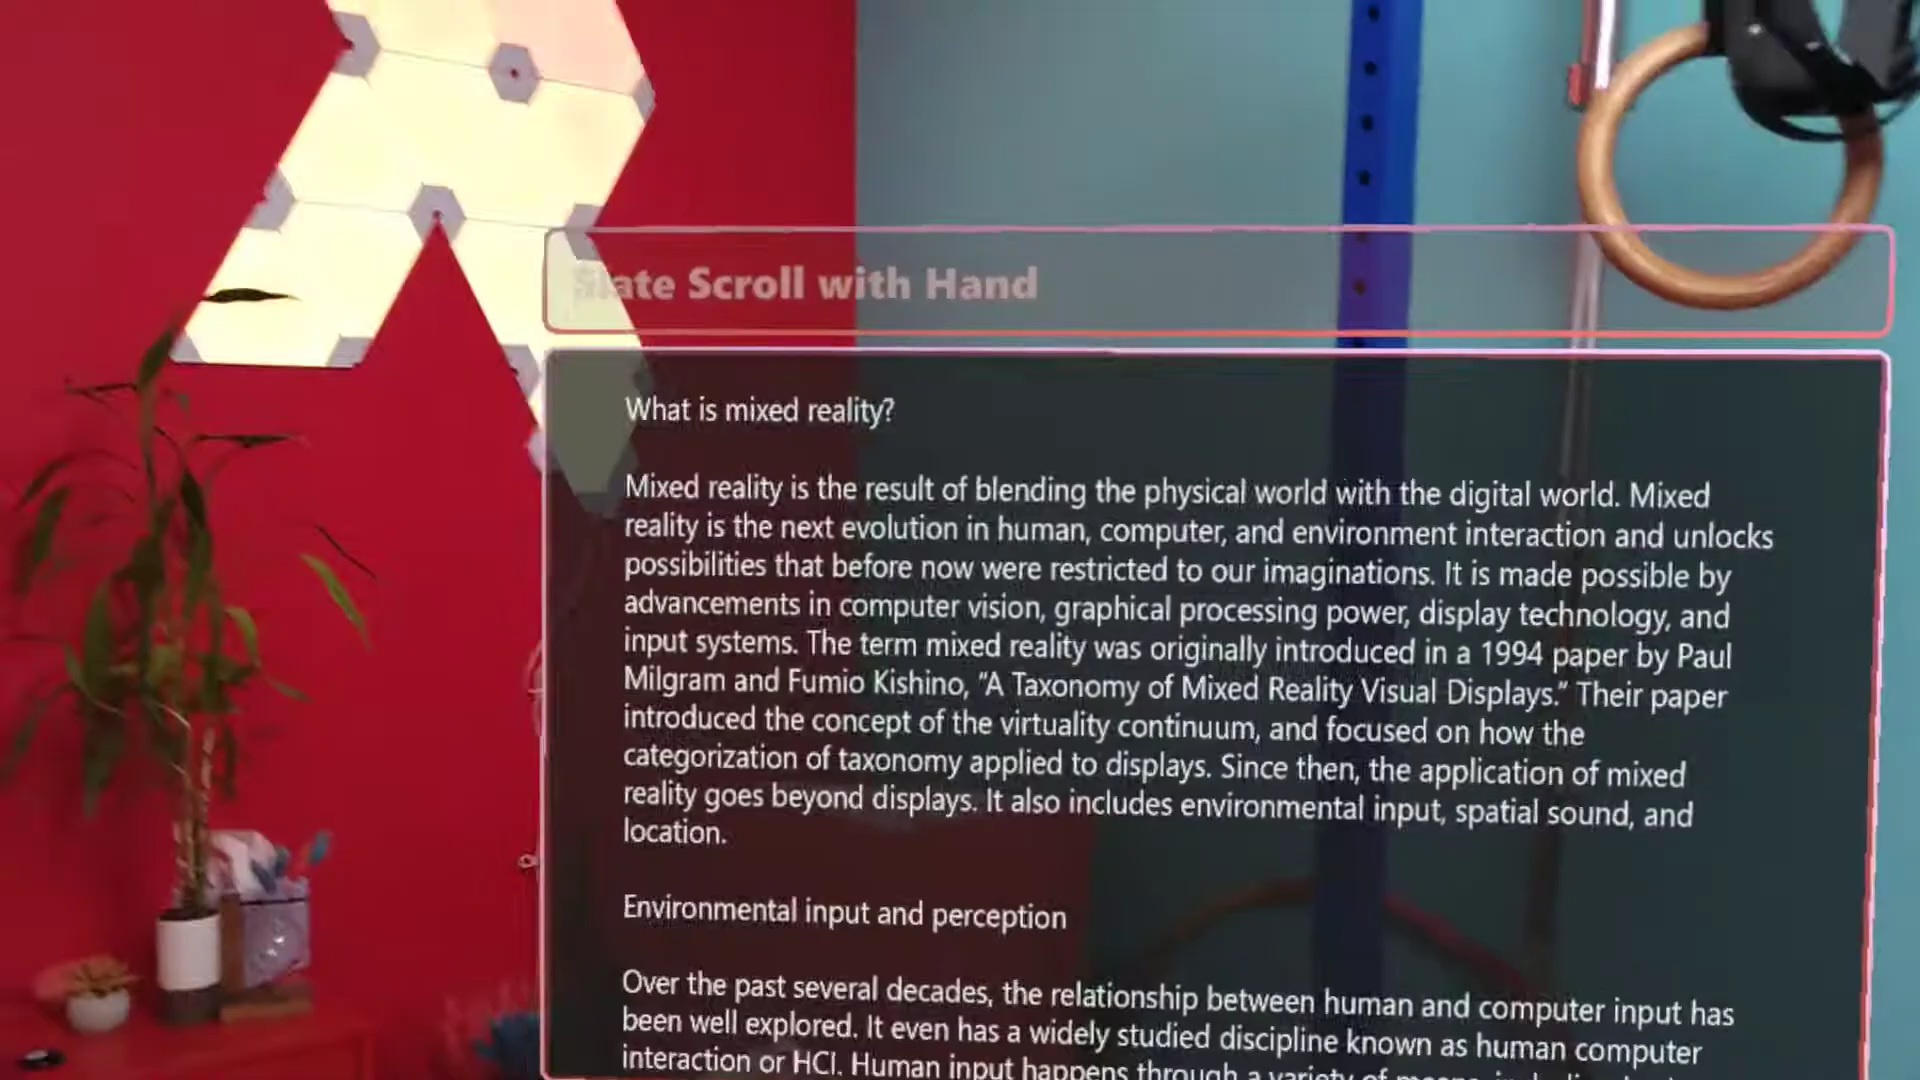 Slate Scroll with Hand
What is mixed reality?
Mixed reality is the result of blending the physical world with the digital world. Mixed
reality is the next evolution in human, computer, and environment interaction and unlocks
possibilities that before now were restricted to our imaginations. It is made possible by
advancements in computer vision, graphical processing power, display technology, and
input systems. The term mixed reality was originally introduced in a 1994 paper by Paul
Milgram and Fumio Kishino, “A Taxonomy of Mixed Reality Visual Displays.” Their paper
introduced the concept of the virtuality continuum, and focused on how the
categorization of taxonomy applied to displays. Since then, the application of mixed
reality goes beyond displays. It also includes environmental input, spatial sound, and
location.
Environmental input and perception
Over the past several decades, the relationship between human and computer input has
been well explored. It even has a widely studied discipline known as human computer
interaction or HCI. Human input happens through a variety of means,